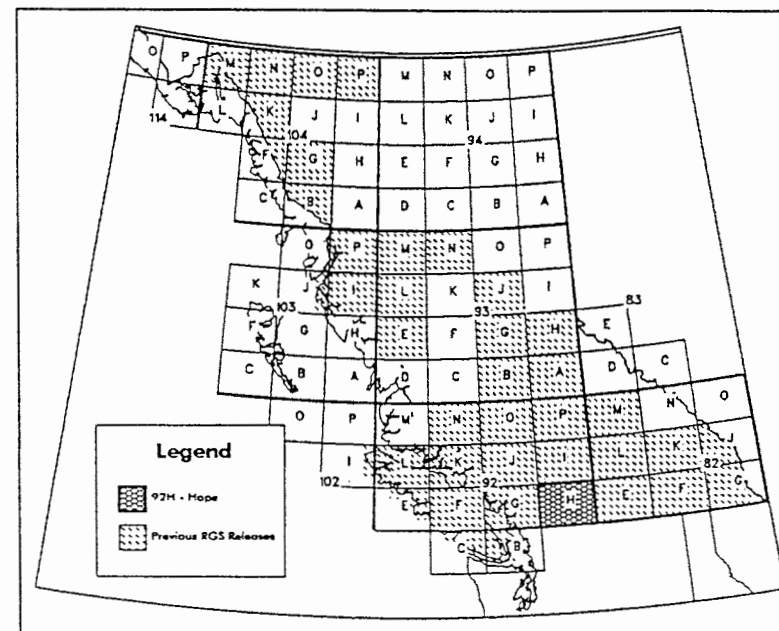 O P M N O P M N O P
L K J I L K J I
114 104 94
F G H E F G H
C B A D C B A
O P M N O P
K J I L K J I
103 93 83
F G H E F G H E
C B A D C B A D C
O P M N O P M N O
Legend
I L K J I L K J
102 92 82
92H - Hope
E F G H E F G
Previous RGS Releases
C B